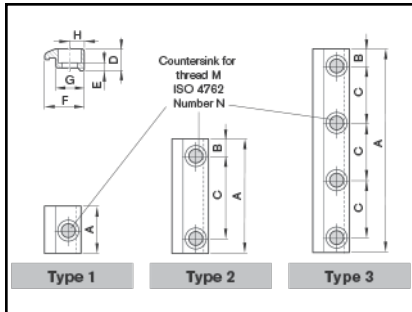 H
D
E
G
F
Countersink for
thread M
ISO 4762
Number N
A
Type 1
B
C
A
Type 2
B
C
C
C
A
Type 3